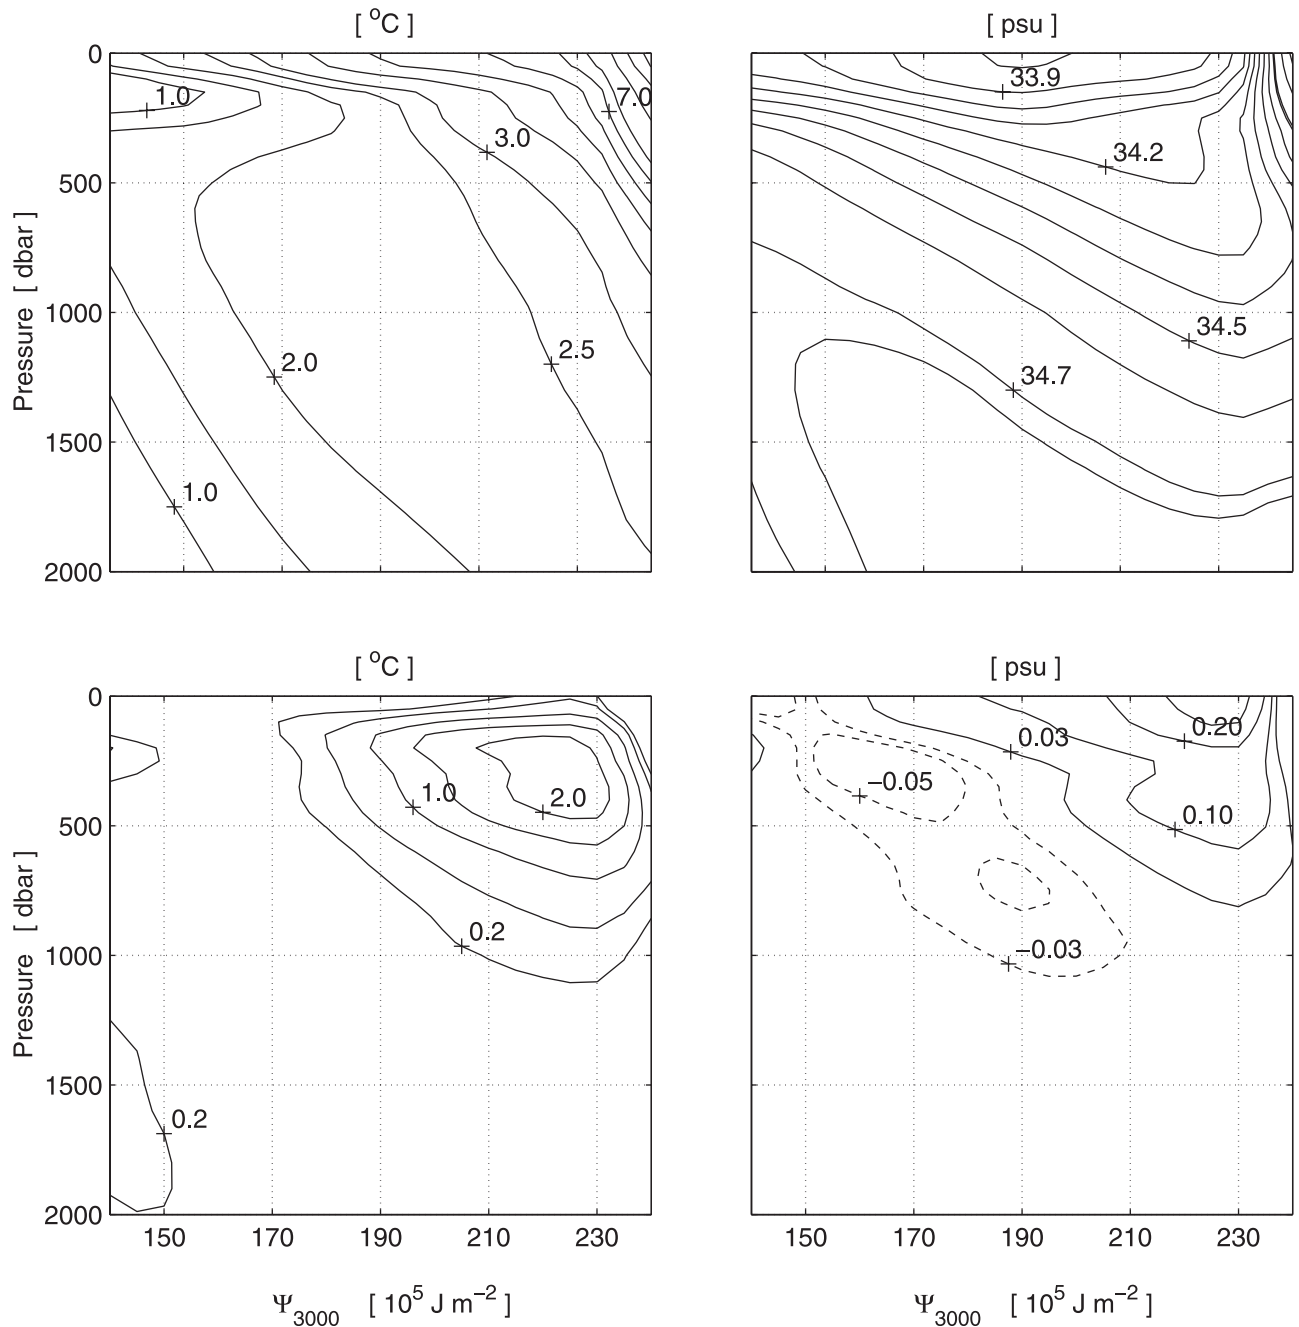 [ °C ]
[ psu ]
0
500
1000
1500
2000
Pressure [ dbar ]
1.0
7.0
3.0
2.0
2.5
1.0
33.9
34.2
34.5
34.7
[ °C ]
[ psu ]
0
500
1000
1500
2000
Pressure [ dbar ]
1.0
2.0
0.2
0.2
0.03
0.20
−0.05
0.10
−0.03
150 170 190 210 230
150 170 190 210 230
Ψ3000 [ 10⁵ J m⁻² ]
Ψ3000 [ 10⁵ J m⁻² ]